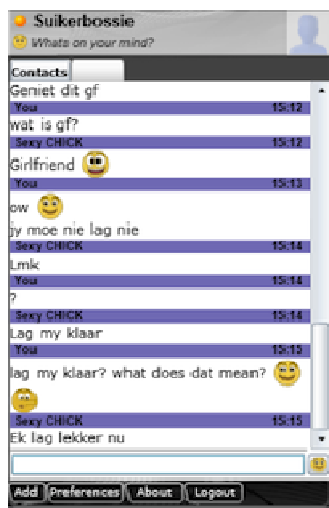 Suikerbossie
Whats on your mind?
Contacts
Geniet dit gf
You 15:12
wat is gf?
Sexy CHICK 15:12
Girlfriend
You 15:13
ow
jy moe nie lag nie
Sexy CHICK 15:14
Lmk
You 15:14
?
Sexy CHICK 15:14
Lag my klaar
You 15:15
lag my klaar? what does dat mean?
Sexy CHICK 15:15
Ek lag lekker nu
Add Preferences About Logout